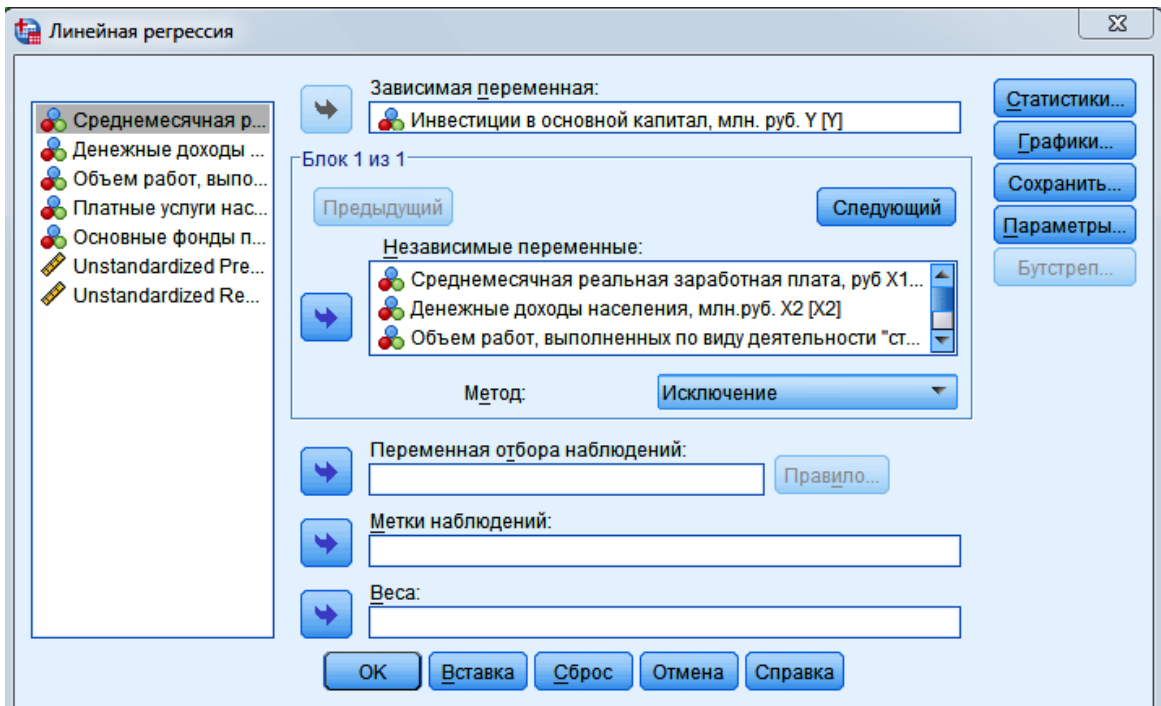 Линейная регрессия
Среднемесячная р...
Денежные доходы ...
Объем работ, выпо...
Платные услуги нас...
Основные фонды п...
Unstandardized Pre...
Unstandardized Re...
Зависимая переменная:
Инвестиции в основной капитал, млн. руб. Y [Y]
Блок 1 из 1
Предыдущий
Следующий
Независимые переменные:
Среднемесячная реальная заработная плата, руб X1...
Денежные доходы населения, млн.руб. X2 [X2]
Объем работ, выполненных по виду деятельности "ст...
Метод:
Исключение
Переменная отбора наблюдений:
Правило...
Метки наблюдений:
Веса:
Статистики...
Графики...
Сохранить...
Параметры...
Бутстреп...
OK
Вставка
Сброс
Отмена
Справка